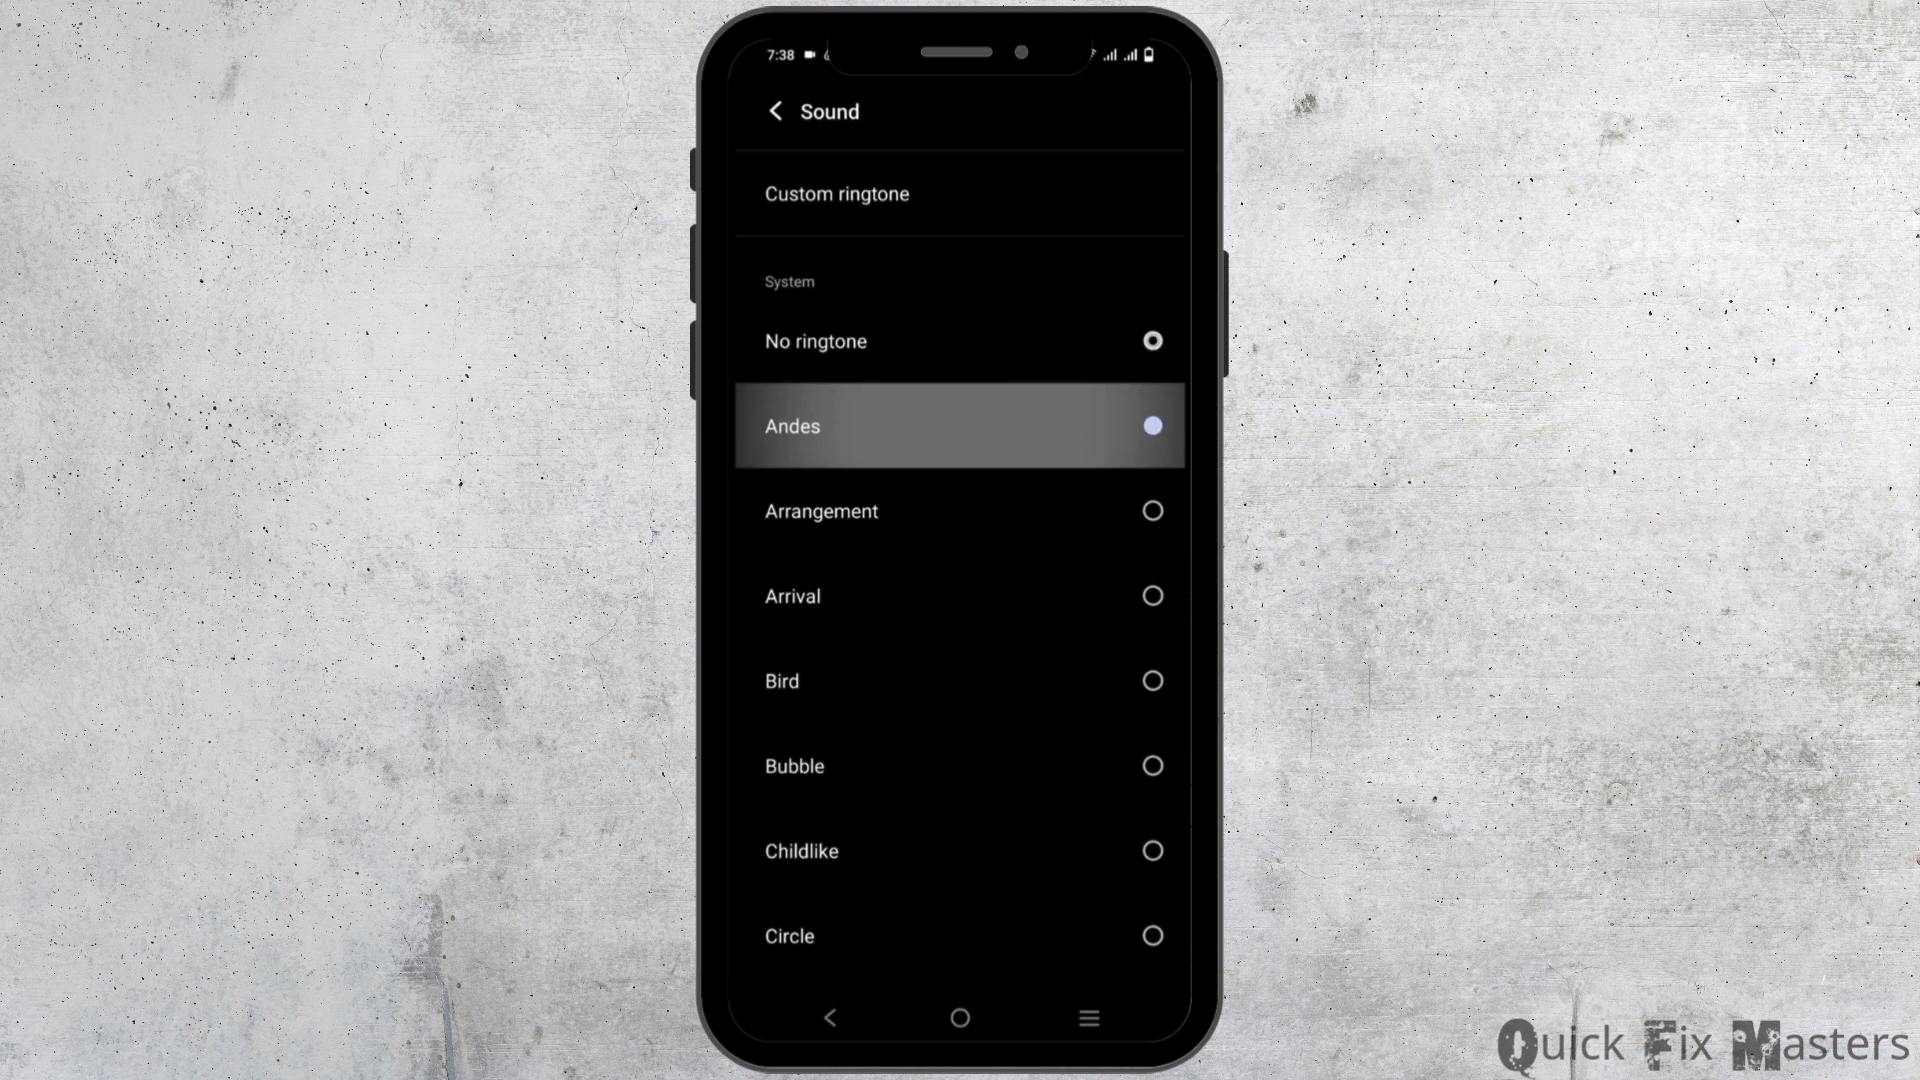 7:38
Sound
Custom ringtone
System
No ringtone
Andes
Arrangement
Arrival
Bird
Bubble
Childlike
Circle
Quick Fix Masters